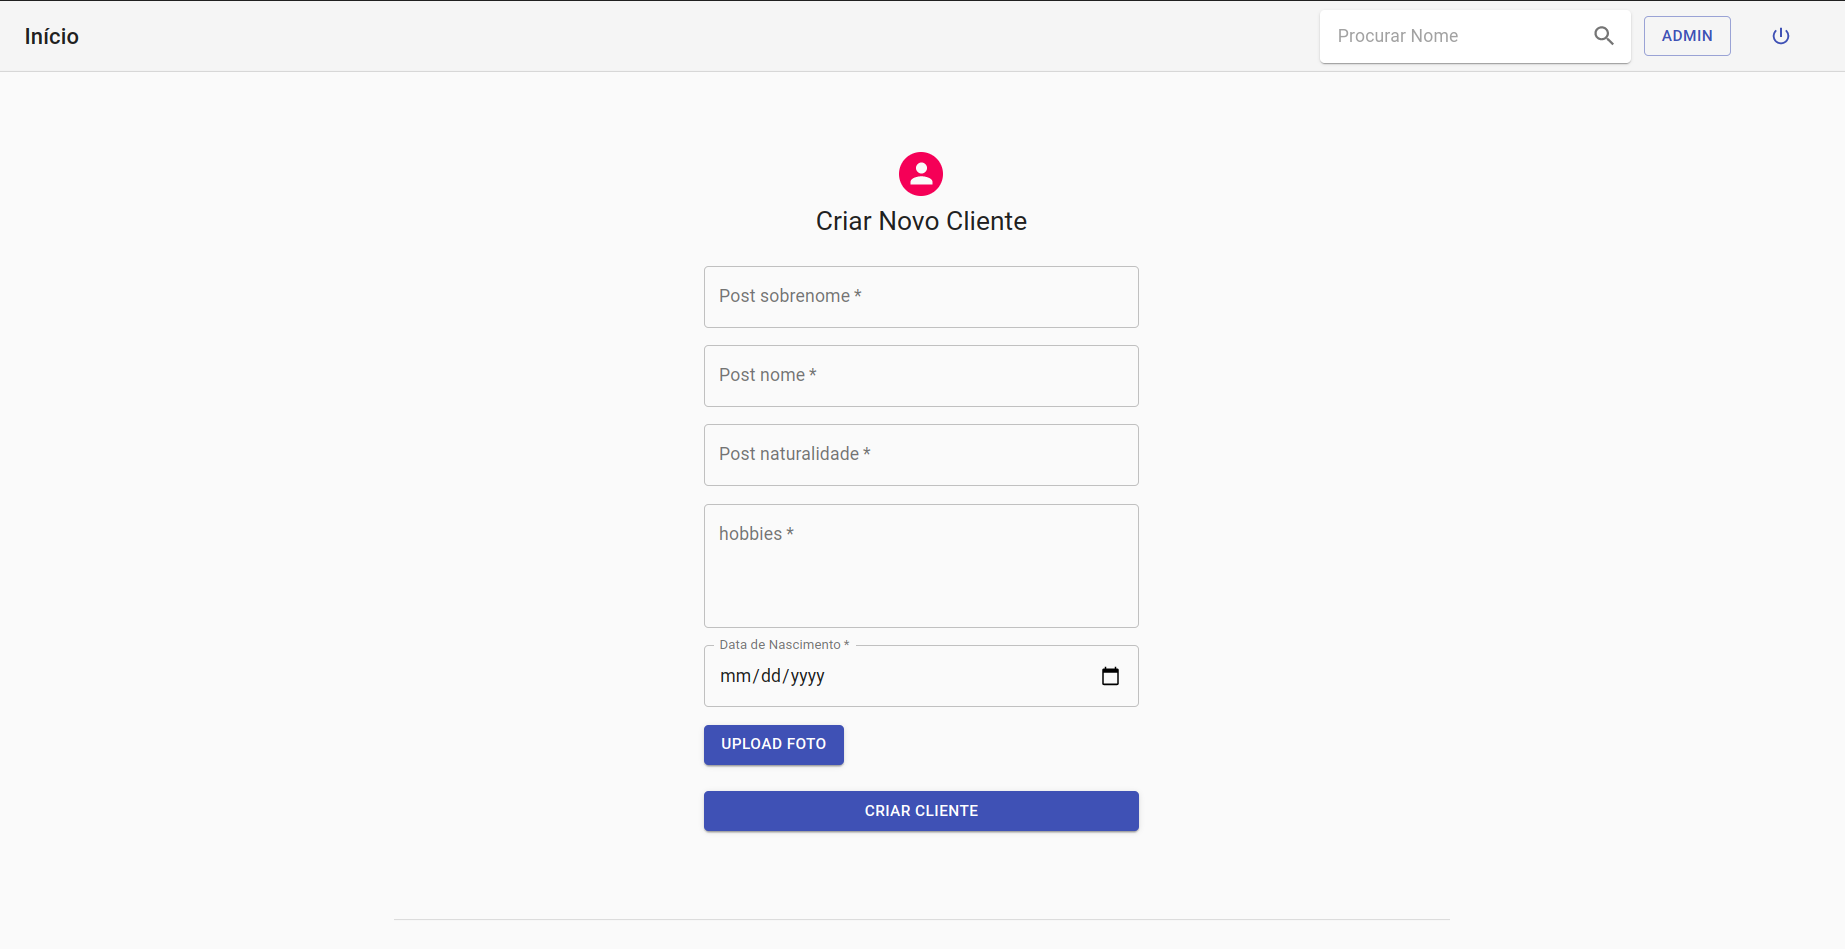 Início
Procurar Nome
ADMIN
Criar Novo Cliente
Post sobrenome *
Post nome *
Post naturalidade *
hobbies *
Data de Nascimento *
mm/dd/yyyy
UPLOAD FOTO
CRIAR CLIENTE